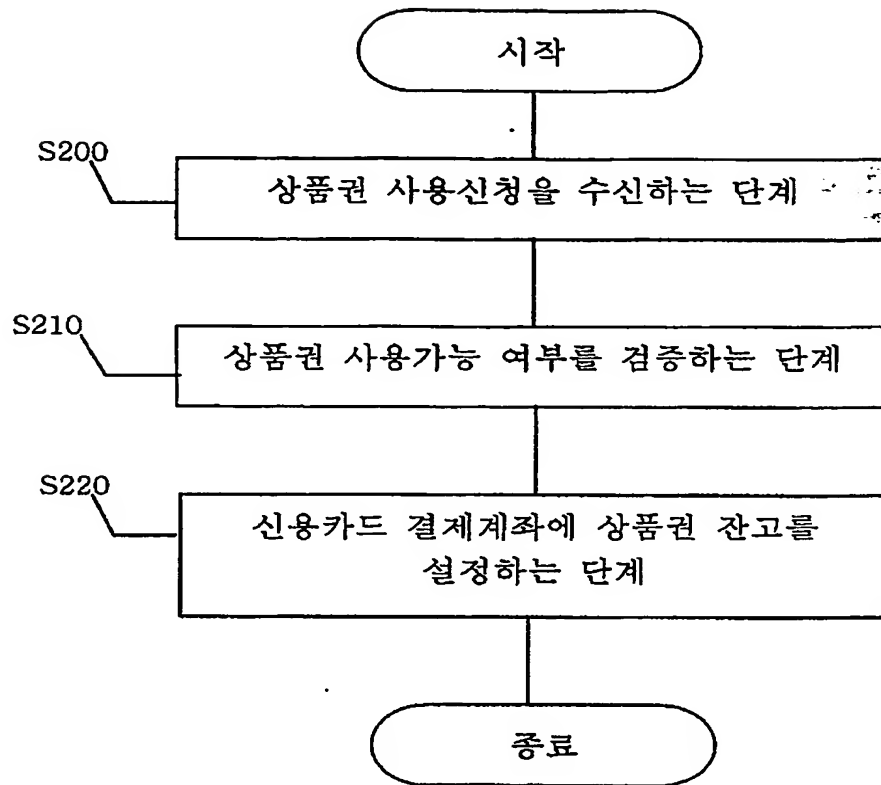 시작
S200
상품권 사용신청을 수신하는 단계
S210
상품권 사용가능 여부를 검증하는 단계
S220
신용카드 결제계좌에 상품권 잔고를
설정하는 단계
종료